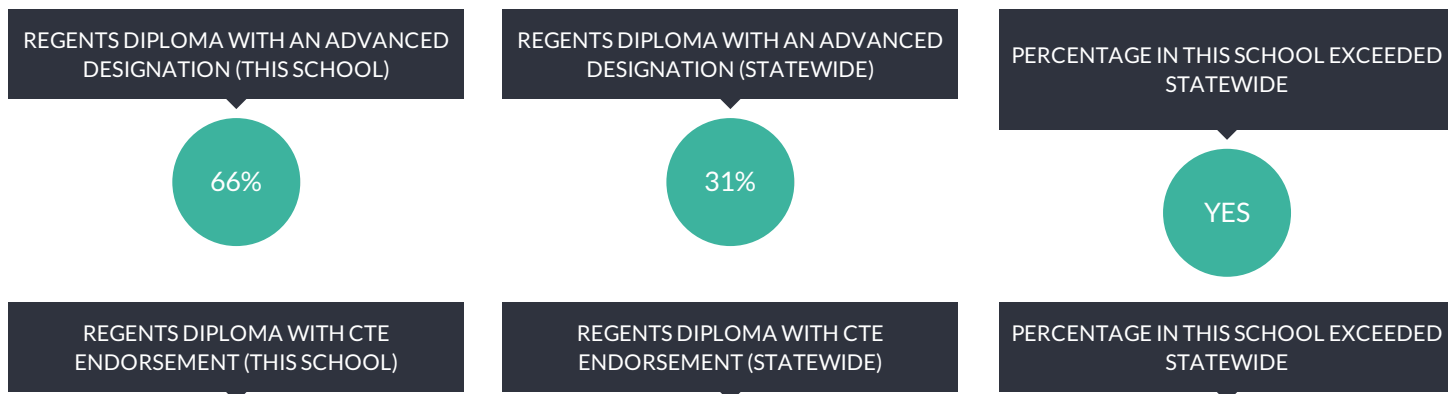 REGENTS DIPLOMA WITH AN ADVANCED
DESIGNATION (THIS SCHOOL)
66%
REGENTS DIPLOMA WITH AN ADVANCED
DESIGNATION (STATEWIDE)
31%
PERCENTAGE IN THIS SCHOOL EXCEEDED
STATEWIDE
YES
REGENTS DIPLOMA WITH CTE
ENDORSEMENT (THIS SCHOOL)
REGENTS DIPLOMA WITH CTE
ENDORSEMENT (STATEWIDE)
PERCENTAGE IN THIS SCHOOL EXCEEDED
STATEWIDE